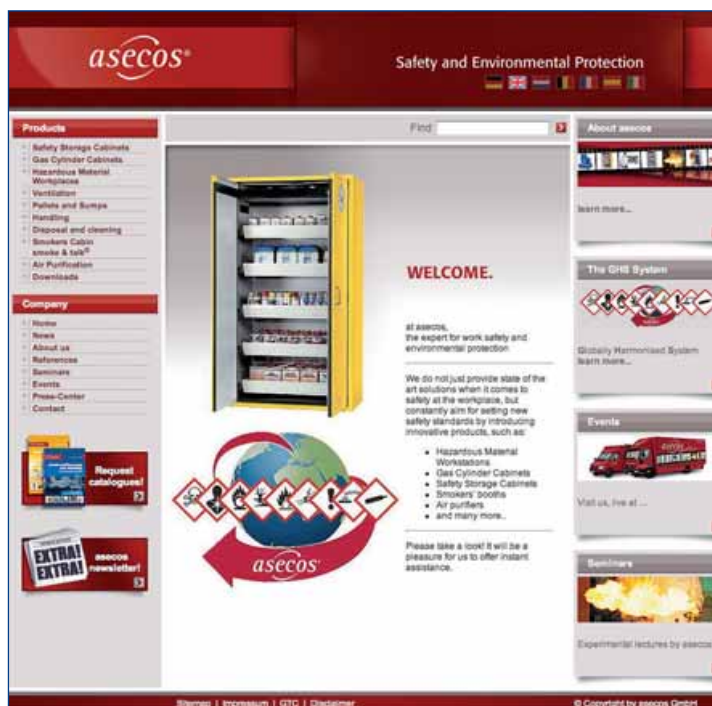 asecos®
Safety and Environmental Protection
Products
Safety Storage Cabinets
Gas Cylinder Cabinets
Hazardous Material
Workplaces
Ventilation
Pallets and Sumps
Handling
Disposal and cleaning
Smokers Cabin
smoke & talk®
Air Purification
Downloads
Company
Home
News
About us
References
Seminars
Events
Press-Center
Contact
Request
catalogues!
EXTRA!
EXTRA!
asecos
newsletter!
Find
WELCOME.
at asecos,
the expert for work safety and
environmental protection
We do not just provide state of the
art solutions when it comes to
safety at the workplace, but
constantly aim for setting new
safety standards by introducing
innovative products, such as:
Hazardous Material
Workstations
Gas Cylinder Cabinets
Safety Storage Cabinets
Smokers' booths
Air purifiers
and many more..
Please take a look! It will be a
pleasure for us to offer instant
assistance.
asecos
About asecos
learn more...
The GHS System
Globally Harmonised System
learn more...
Events
asecos
Visit us, live at ...
Seminars
Experimental lectures by asecos
Sitemap | Impressum | GTC | Disclaimer
© Copyright by asecos GmbH